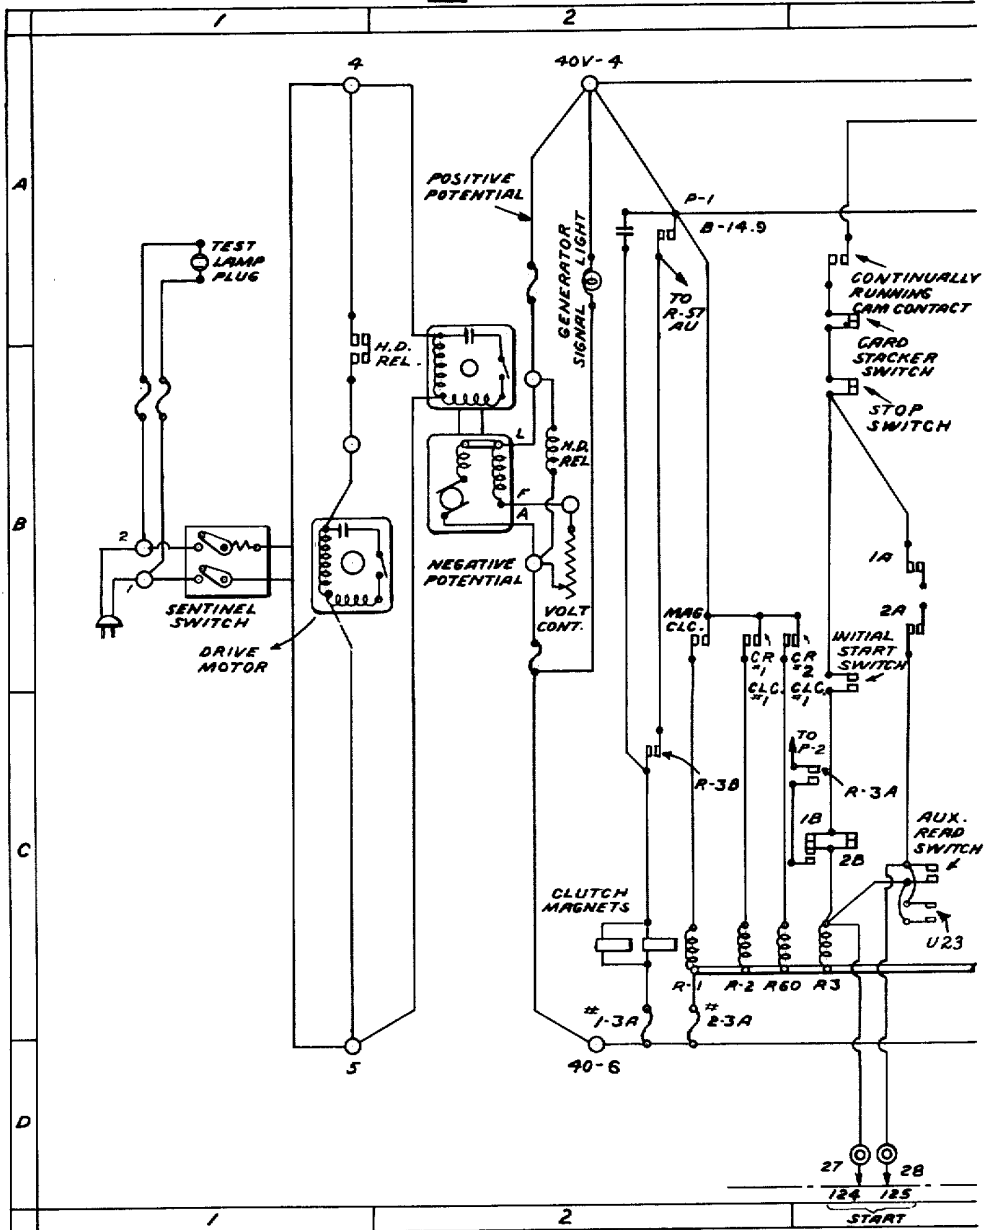 1
2
4
40V-4
A
POSITIVE
POTENTIAL
P-1
B-14.9
TEST
LAMP
PLUG
GENERATOR
SIGNAL LIGHT
TO
R-57
AU
CONTINUALLY
RUNNING
CAM CONTACT
H.D.
REL.
CARD
STACKER
SWITCH
STOP
SWITCH
L
H.D.
REL
B
F
A
2
1
1A
NEGATIVE
POTENTIAL
SENTINEL
SWITCH
VOLT
CONT.
MAG
CLC.
2A
INITIAL
START
SWITCH
DRIVE
MOTOR
CR
#1
CLC.
#1
CR
#2
CLC.
#1
TO
P-2
R-3B
R-3A
1B
2B
AUX.
READ
SWITCH
C
CLUTCH
MAGNETS
U23
R-1
R-2
R60
R3
#1-3A
#2-3A
5
40-6
D
27
28
124
125
START
1
2